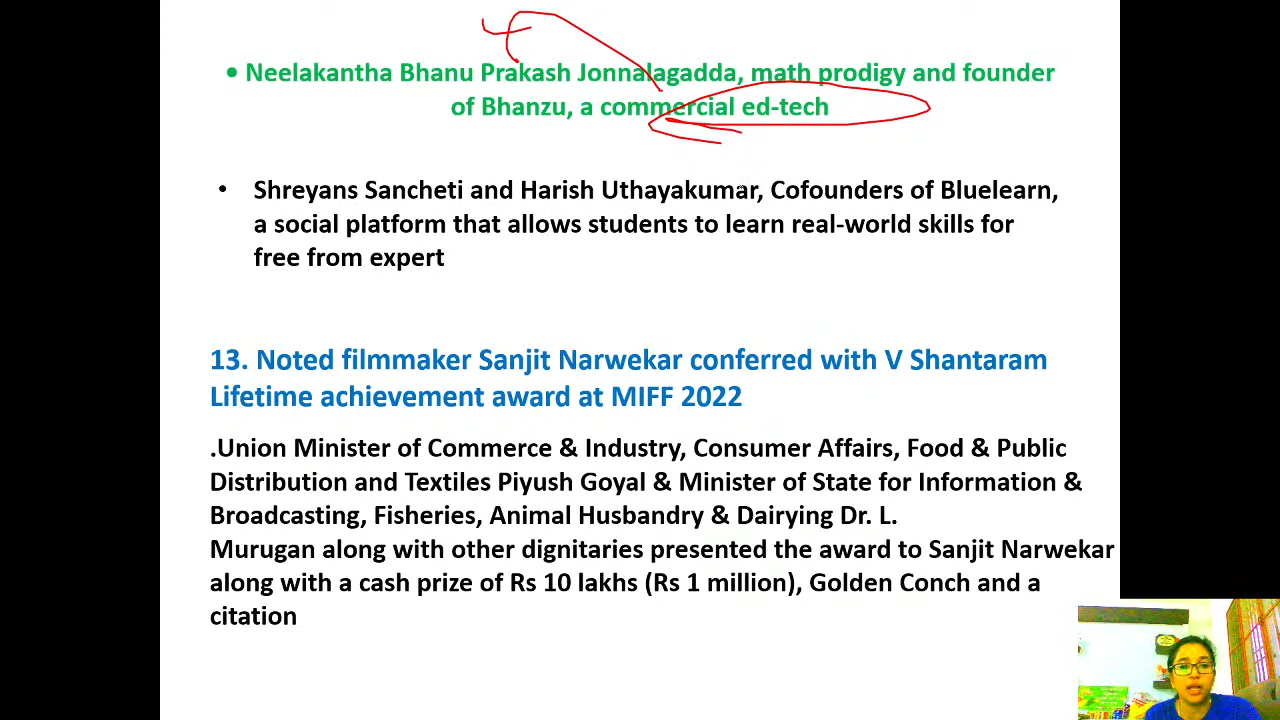 • Neelakantha Bhanu Prakash Jonnalagadda, math prodigy and founder
of Bhanzu, a commercial ed-tech
• Shreyans Sancheti and Harish Uthayakumar, Cofounders of Bluelearn,
a social platform that allows students to learn real-world skills for
free from expert
13. Noted filmmaker Sanjit Narwekar conferred with V Shantaram
Lifetime achievement award at MIFF 2022
.Union Minister of Commerce & Industry, Consumer Affairs, Food & Public
Distribution and Textiles Piyush Goyal & Minister of State for Information &
Broadcasting, Fisheries, Animal Husbandry & Dairying Dr. L.
Murugan along with other dignitaries presented the award to Sanjit Narwekar
along with a cash prize of Rs 10 lakhs (Rs 1 million), Golden Conch and a
citation